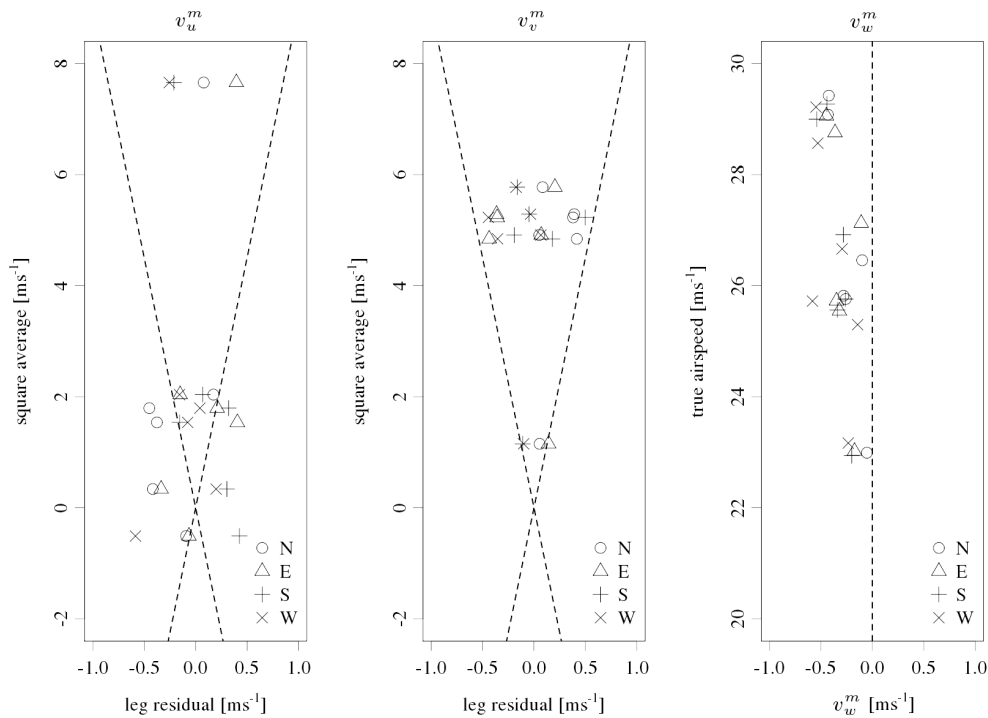 v_u^m
8
6
4
2
0
-2
square average [ms^-1]
N
E
S
W
-1.0 -0.5 0.0 0.5 1.0
leg residual [ms^-1]
v_v^m
8
6
4
2
0
-2
square average [ms^-1]
N
E
S
W
-1.0 -0.5 0.0 0.5 1.0
leg residual [ms^-1]
v_w^m
30
28
26
24
22
20
true airspeed [ms^-1]
N
E
S
W
-1.0 -0.5 0.0 0.5 1.0
v_w^m [ms^-1]